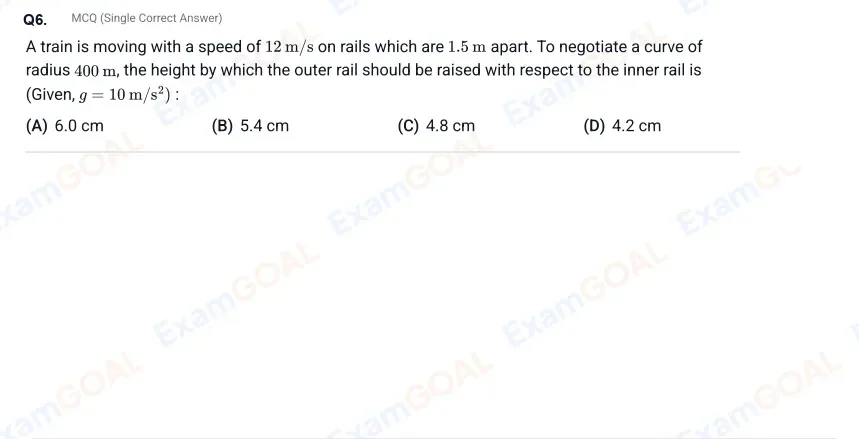 Q6. MCQ (Single Correct Answer)
A train is moving with a speed of 12 m/s on rails which are 1.5 m apart. To negotiate a curve of
radius 400 m, the height by which the outer rail should be raised with respect to the inner rail is
(Given, g = 10 m/s²) :
(A) 6.0 cm (B) 5.4 cm (C) 4.8 cm (D) 4.2 cm
ExamGOAL
ExamGOAL
ExamGOAL
ExamGOAL